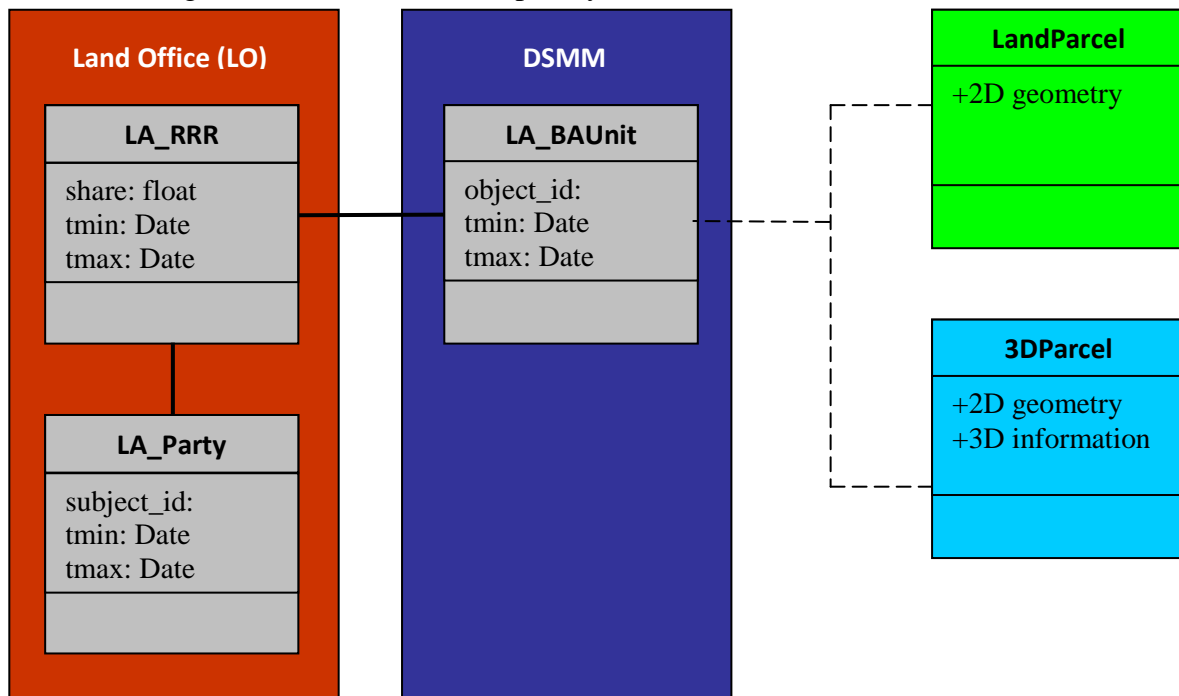 Land Office (LO)
LA_RRR
share: float
tmin: Date
tmax: Date
LA_Party
subject_id:
tmin: Date
tmax: Date
DSMM
LA_BAUnit
object_id:
tmin: Date
tmax: Date
LandParcel
+2D geometry
3DParcel
+2D geometry
+3D information